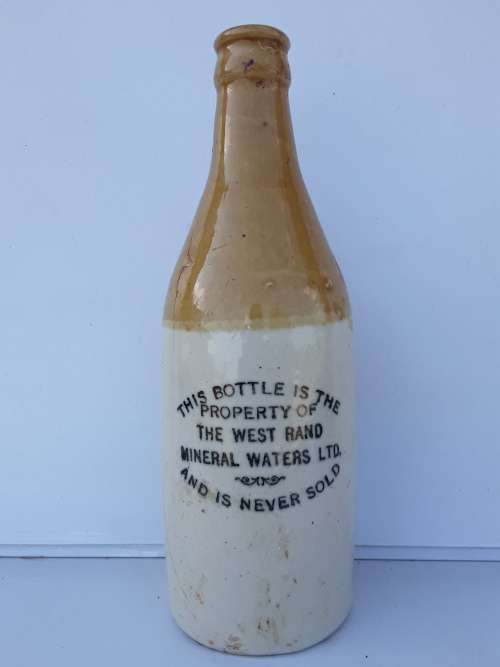 THIS BOTTLE IS THE
PROPERTY OF
THE WEST RAND
MINERAL WATERS LTD.
AND IS NEVER SOLD